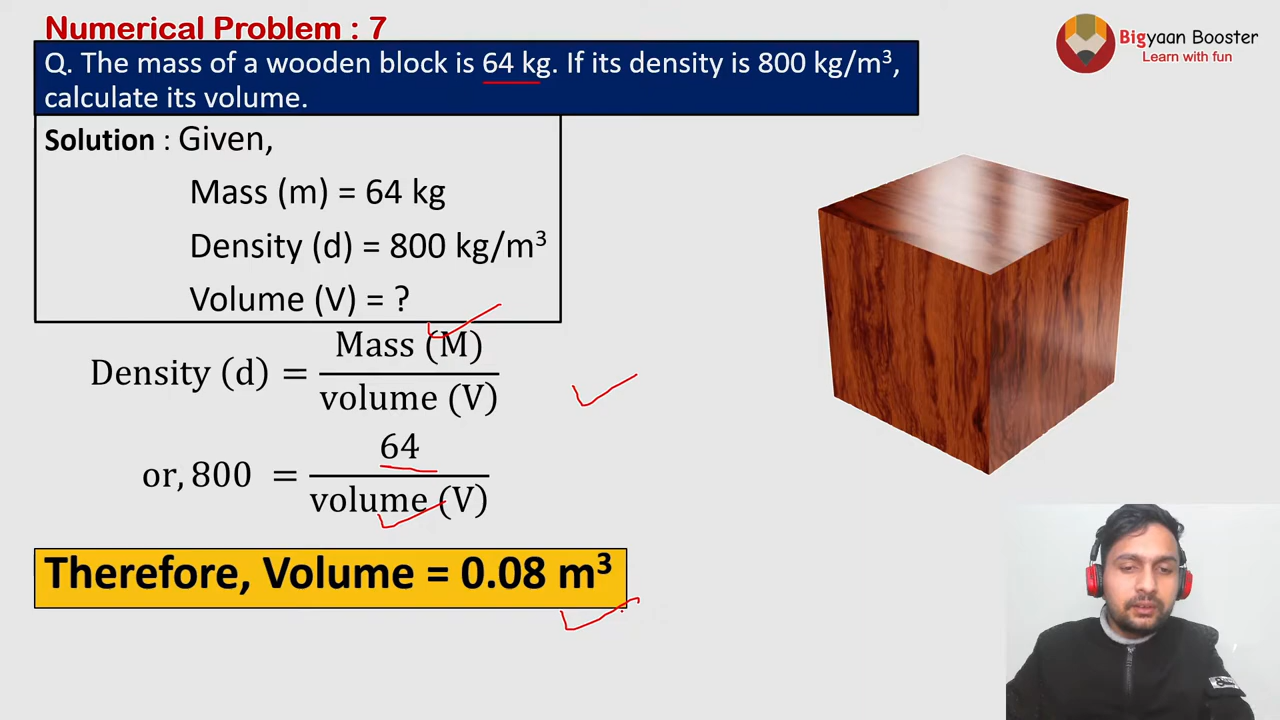 Numerical Problem : 7
Bigyaan Booster
Learn with fun
Q. The mass of a wooden block is 64 kg. If its density is 800 kg/m³,
calculate its volume.
Solution : Given,
Mass (m) = 64 kg
Density (d) = 800 kg/m³
Volume (V) = ?
Density (d) = Mass (M) / volume (V)
or, 800 = 64 / volume (V)
Therefore, Volume = 0.08 m³